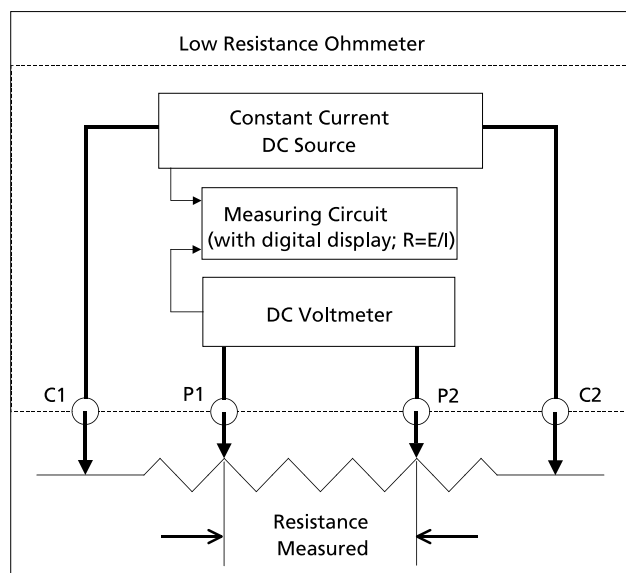 Low Resistance Ohmmeter
Constant Current
DC Source
Measuring Circuit
(with digital display; R=E/I)
DC Voltmeter
C1
P1
P2
C2
Resistance
Measured